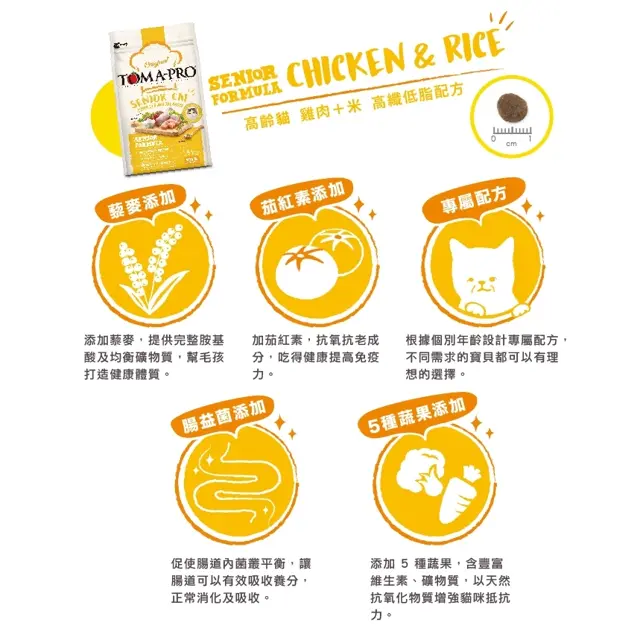 Original
TOMA-PRO
SENIOR CAT
SENIOR
FORMULA
SENIOR
FORMULA
CHICKEN & RICE
高齡貓 雞肉+米 高纖低脂配方
0 1
cm
藜麥添加
茄紅素添加
專屬配方
添加藜麥,提供完整胺基
酸及均衡礦物質,幫毛孩
打造健康體質。
加茄紅素,抗氧抗老成
分,吃得健康提高免疫
力。
根據個別年齡設計專屬配方,
不同需求的寶貝都可以有理
想的選擇。
腸益菌添加
5種蔬果添加
促使腸道內菌叢平衡,讓
腸道可以有效吸收養分,
正常消化及吸收。
添加 5 種蔬果,含豐富
維生素、礦物質,以天然
抗氧化物質增強貓咪抵抗
力。